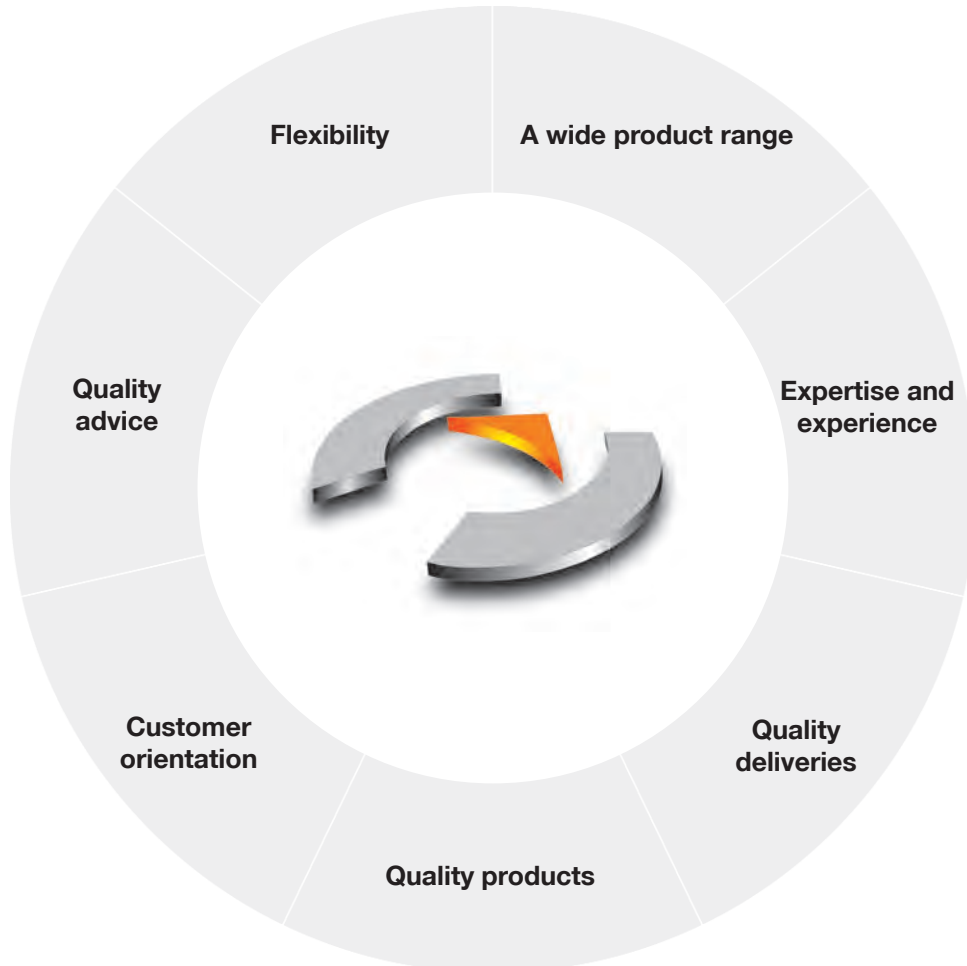 Flexibility
A wide product range
Quality
advice
Expertise and
experience
Customer
orientation
Quality
deliveries
Quality products